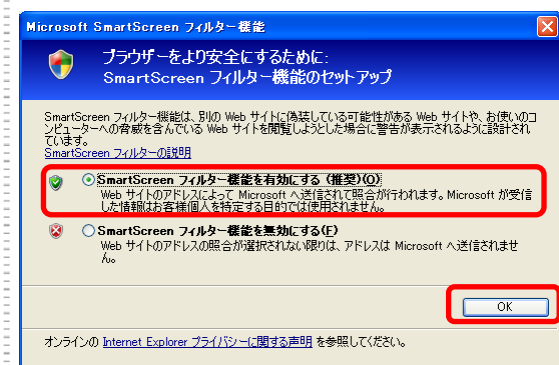 Microsoft SmartScreen フィルター機能
ブラウザーをより安全にするために:
SmartScreen フィルター機能のセットアップ
SmartScreen フィルター機能は、別の Web サイトに偽装している可能性がある Web サイトや、お使いのコ
ンピューターへの脅威を含んでいる Web サイトを閲覧しようとした場合に警告が表示されるように設計され
ています。
SmartScreen フィルターの説明
SmartScreen フィルター機能を有効にする (推奨)(O)
Web サイトのアドレスによって Microsoft へ送信されて照合が行われます。Microsoft が受信
した情報はお客様個人を特定する目的では使用されません。
SmartScreen フィルター機能を無効にする(F)
Web サイトのアドレスの照合が選択されない限りは、アドレスは Microsoft へ送信されませ
ん。
OK
オンラインの Internet Explorer プライバシーに関する声明 を参照してください。